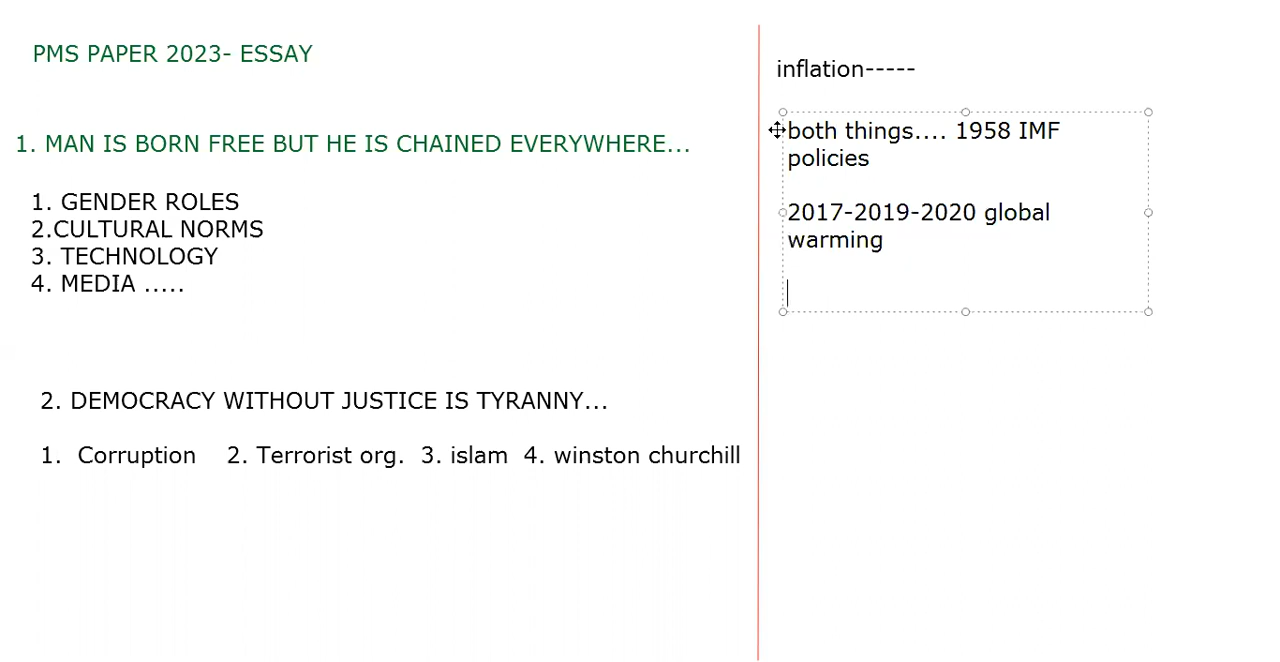 PMS PAPER 2023- ESSAY
1. MAN IS BORN FREE BUT HE IS CHAINED EVERYWHERE...
1. GENDER ROLES
2.CULTURAL NORMS
3. TECHNOLOGY
4. MEDIA .....
2. DEMOCRACY WITHOUT JUSTICE IS TYRANNY...
1. Corruption 2. Terrorist org. 3. islam 4. winston churchill
inflation-----
both things.... 1958 IMF
policies
2017-2019-2020 global
warming